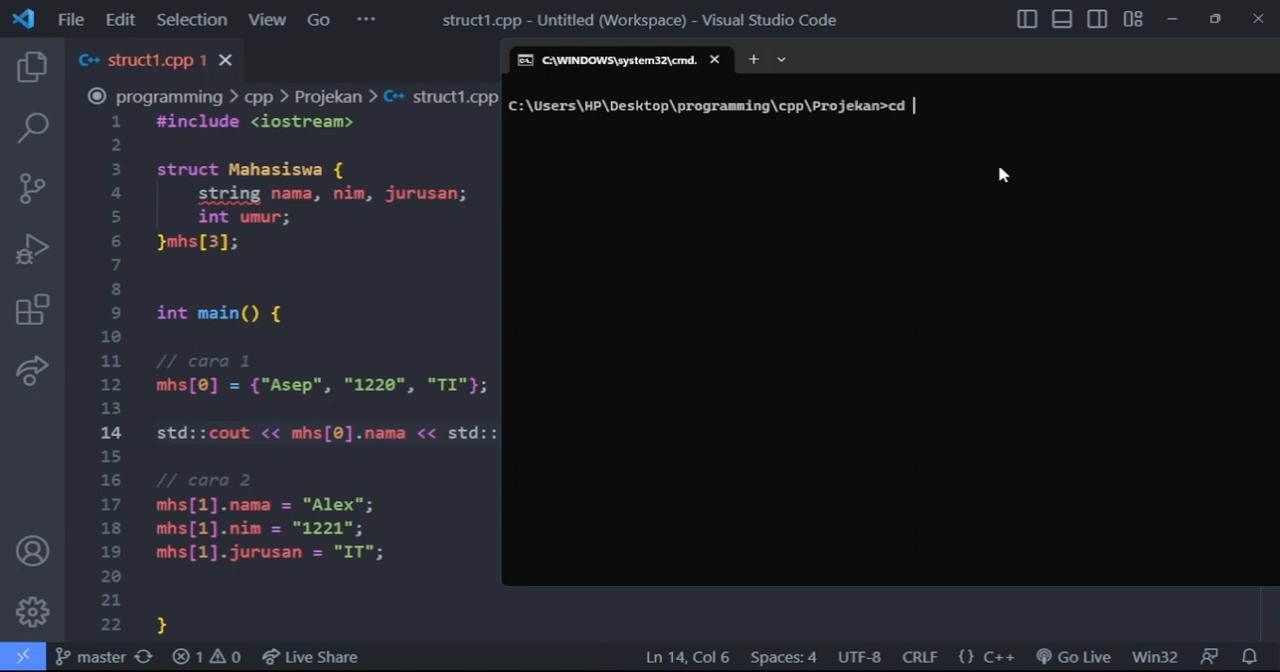 File Edit Selection View Go ··· struct1.cpp - Untitled (Workspace) - Visual Studio Code
struct1.cpp 1
programming > cpp > Projekan > struct1.cpp
1 #include <iostream>
2
3 struct Mahasiswa {
4 string nama, nim, jurusan;
5 int umur;
6 }mhs[3];
7
8
9 int main() {
10
11 // cara 1
12 mhs[0] = {"Asep", "1220", "TI"};
13
14 std::cout << mhs[0].nama << std::
15
16 // cara 2
17 mhs[1].nama = "Alex";
18 mhs[1].nim = "1221";
19 mhs[1].jurusan = "IT";
20
21
22 }
C:\WINDOWS\system32\cmd.
C:\Users\HP\Desktop\programming\cpp\Projekan>cd
master 1 0 Live Share Ln 14, Col 6 Spaces: 4 UTF-8 CRLF {} C++ Go Live Win32